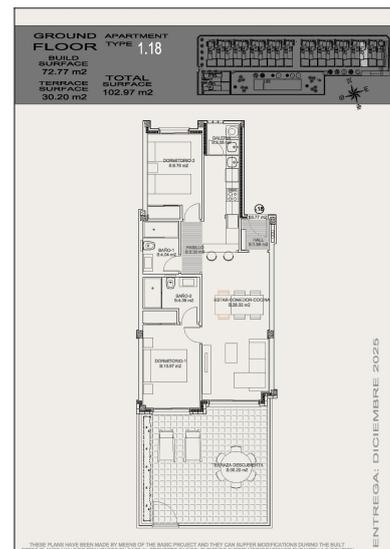 GROUND APARTMENT
FLOOR TYPE 1.18
BUILD
SURFACE
72.77 m2
TERRACE
SURFACE
30.20 m2
TOTAL
SURFACE
102.97 m2
GALERIA
DORMITORIO-2
BAÑO-1
PASILLO
HALL
BAÑO-2
ESTAR-COMEDOR-COCINA
DORMITORIO-1
TERRAZA DESCUBIERTA
ENTREGA: DICIEMBRE 2025
THESE PLANS HAVE BEEN MADE BY MEENS OF THE BASIC PROJECT AND THEY CAN SUFFER MODIFICATIONS DURING THE BUILT